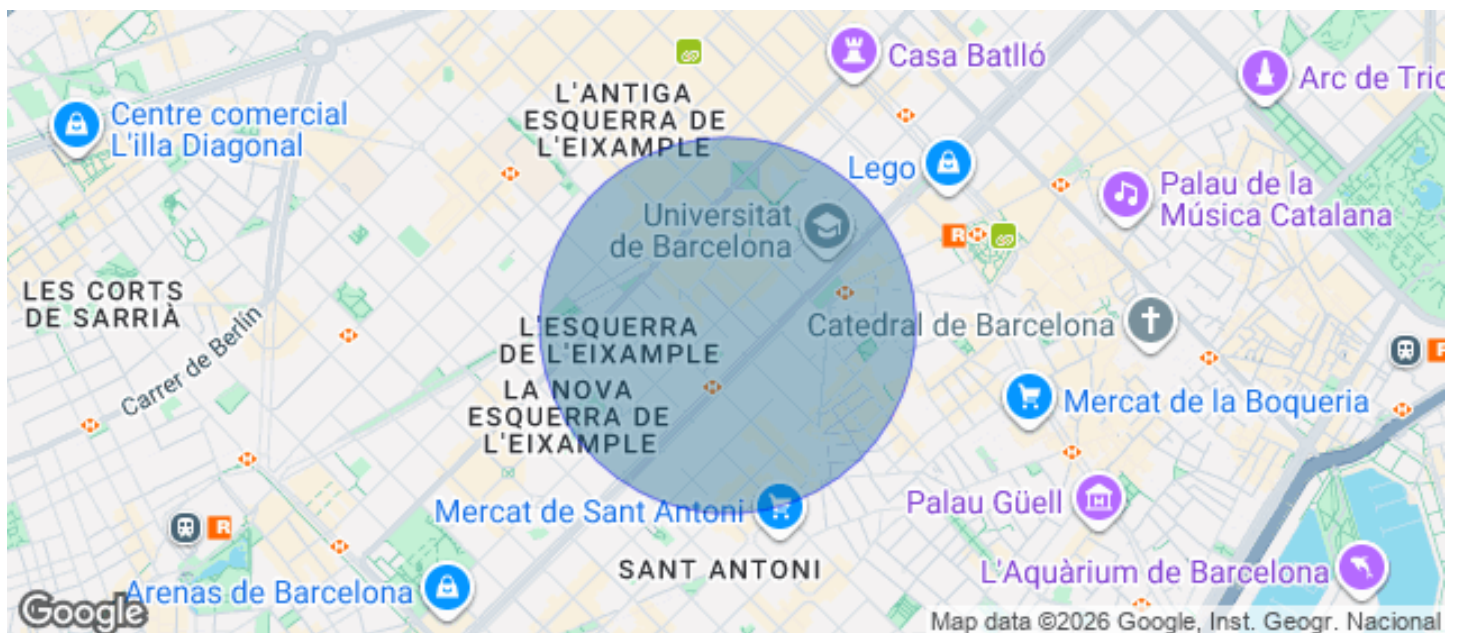 Casa Batlló
Arc de Trio
L'ANTIGA
ESQUERRA DE
L'EIXAMPLE
Centre comercial
L'illa Diagonal
Lego
Palau de la
Música Catalana
Universitat
de Barcelona
R
LES CORTS
DE SARRIÀ
L'ESQUERRA
DE L'EIXAMPLE
Catedral de Barcelona
R
Carrer de Berlín
LA NOVA
ESQUERRA DE
L'EIXAMPLE
Mercat de la Boqueria
Mercat de Sant Antoni
Palau Güell
R
SANT ANTONI
L'Aquàrium de Barcelona
Arenas de Barcelona
Google
Map data ©2026 Google, Inst. Geogr. Nacional